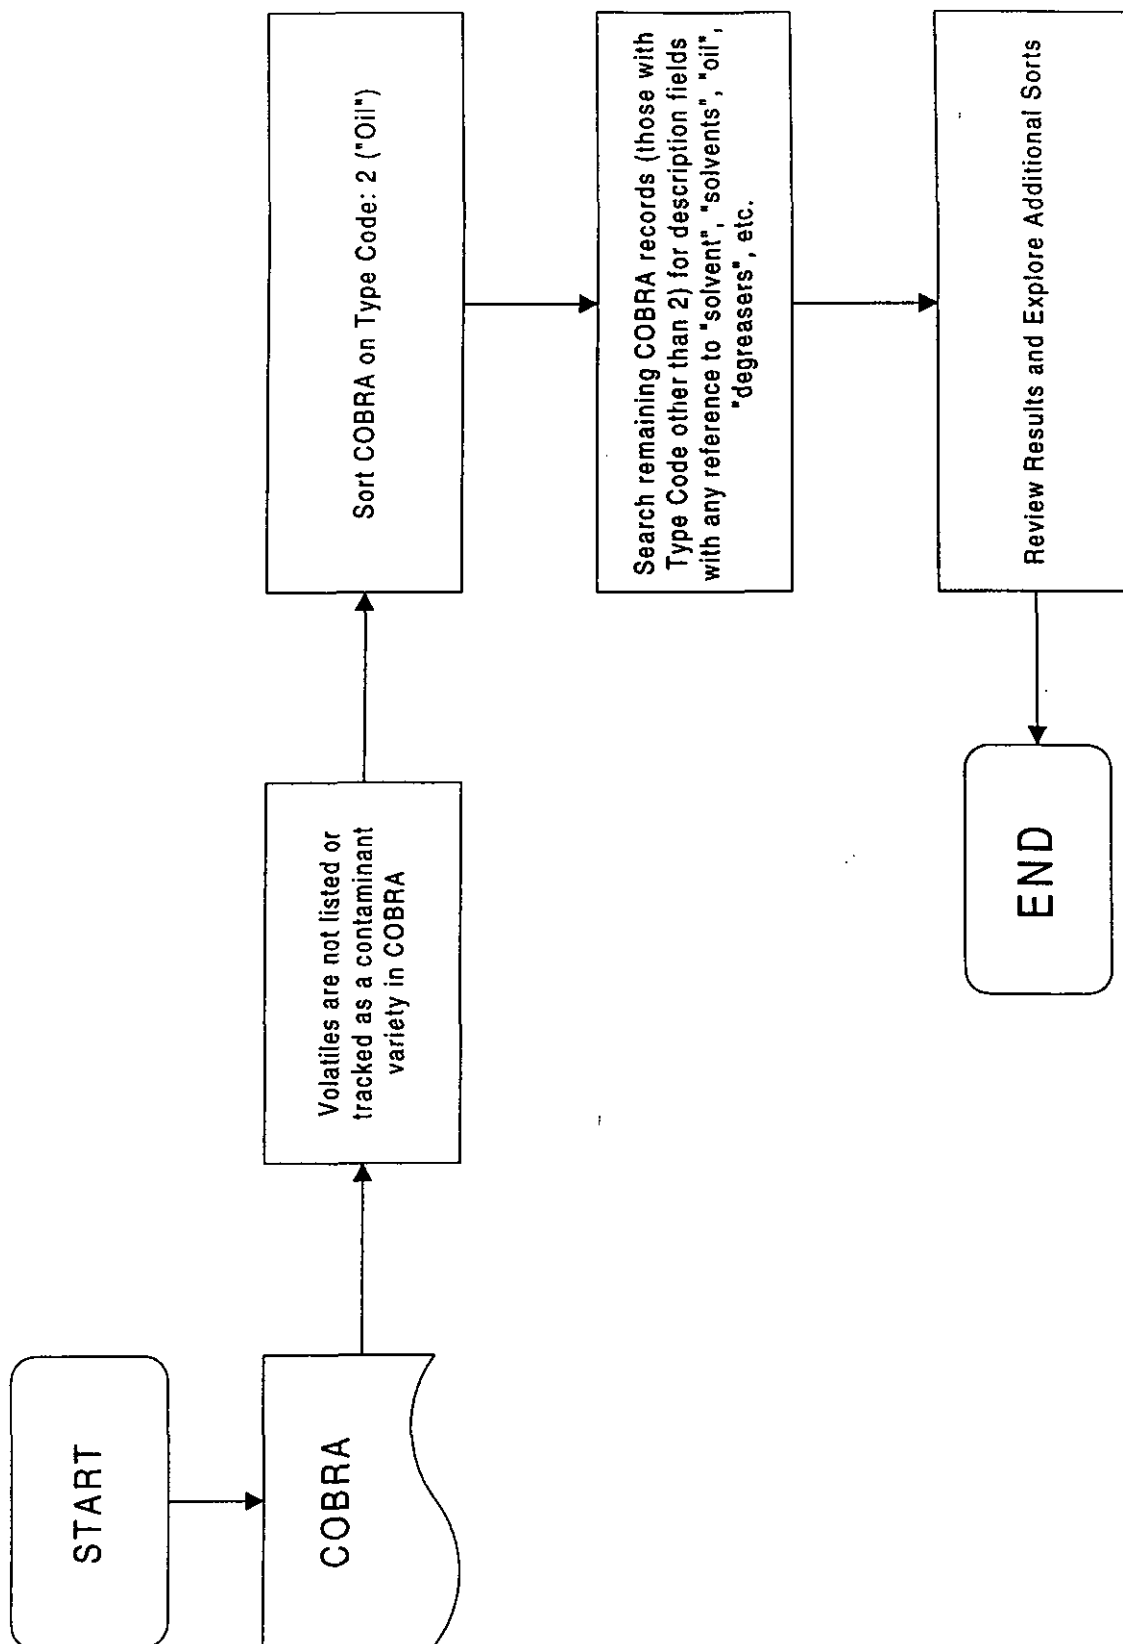 START
COBRA
Volatiles are not listed or
tracked as a contaminant
variety in COBRA
Sort COBRA on Type Code: 2 ("Oil")
Search remaining COBRA records (those with
Type Code other than 2) for description fields
with any reference to "solvent", "solvents", "oil",
"degreasers", etc.
Review Results and Explore Additional Sorts
END